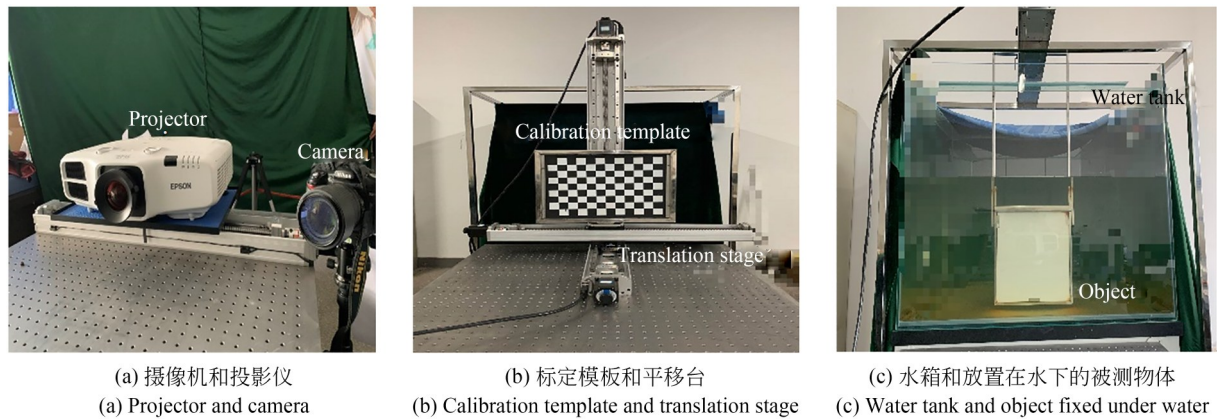 Projector
Camera
EPSON
Nikon
Calibration template
Translation stage
Water tank
Object
(a) 摄像机和投影仪
(a) Projector and camera
(b) 标定模板和平移台
(b) Calibration template and translation stage
(c) 水箱和放置在水下的被测物体
(c) Water tank and object fixed under water